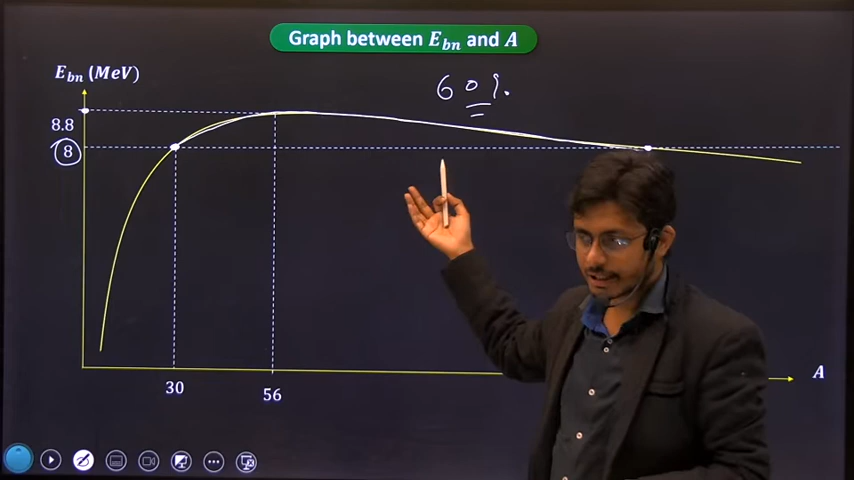 Graph between E_bn and A
E_bn (MeV)
60%.
8.8
8
A
30
56